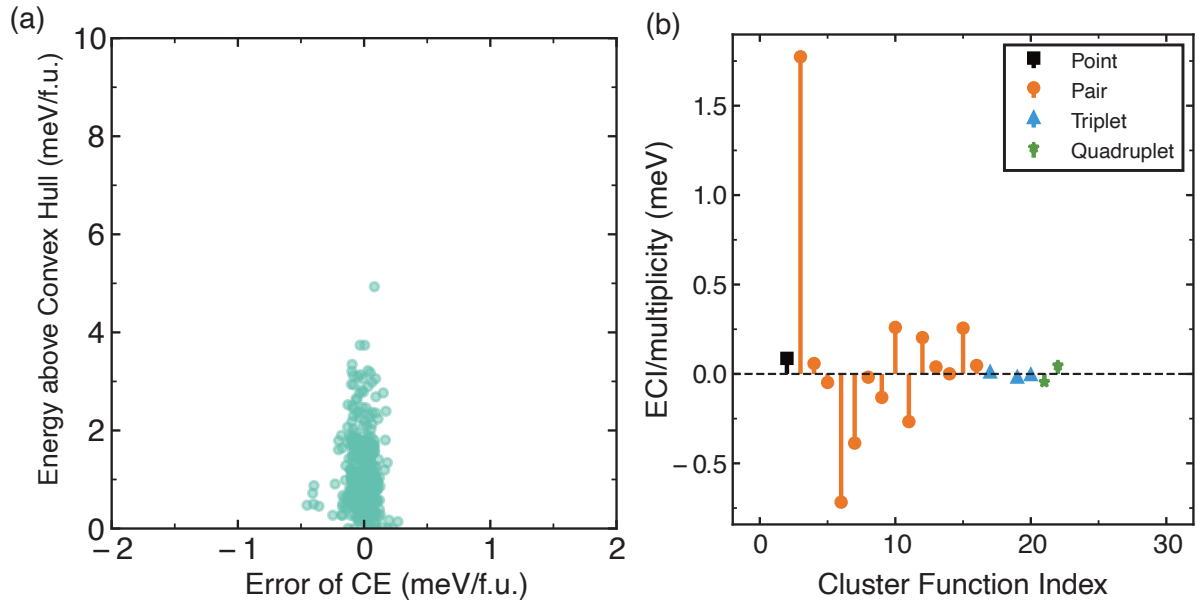 (a)
Energy above Convex Hull (meV/f.u.)
10
8
6
4
2
0
−2
−1
0
1
2
Error of CE (meV/f.u.)
(b)
ECI/multiplicity (meV)
1.5
1.0
0.5
0.0
−0.5
0
10
20
30
Cluster Function Index
Point
Pair
Triplet
Quadruplet